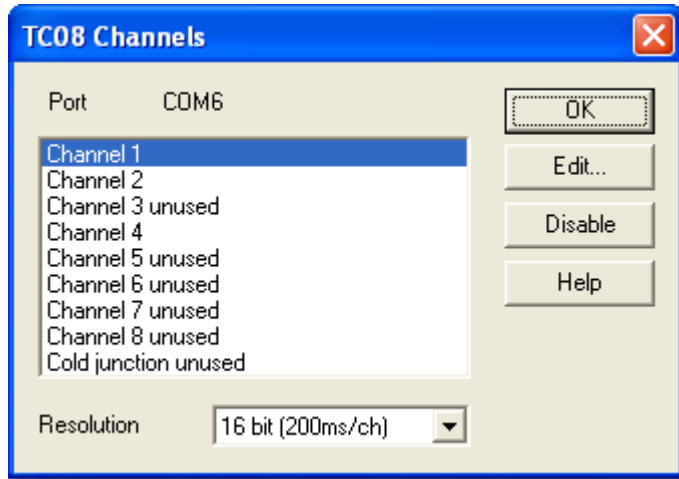 TC08 Channels
Port COM6
OK
Channel 1
Channel 2
Channel 3 unused
Channel 4
Channel 5 unused
Channel 6 unused
Channel 7 unused
Channel 8 unused
Cold junction unused
Edit...
Disable
Help
Resolution 16 bit (200ms/ch)